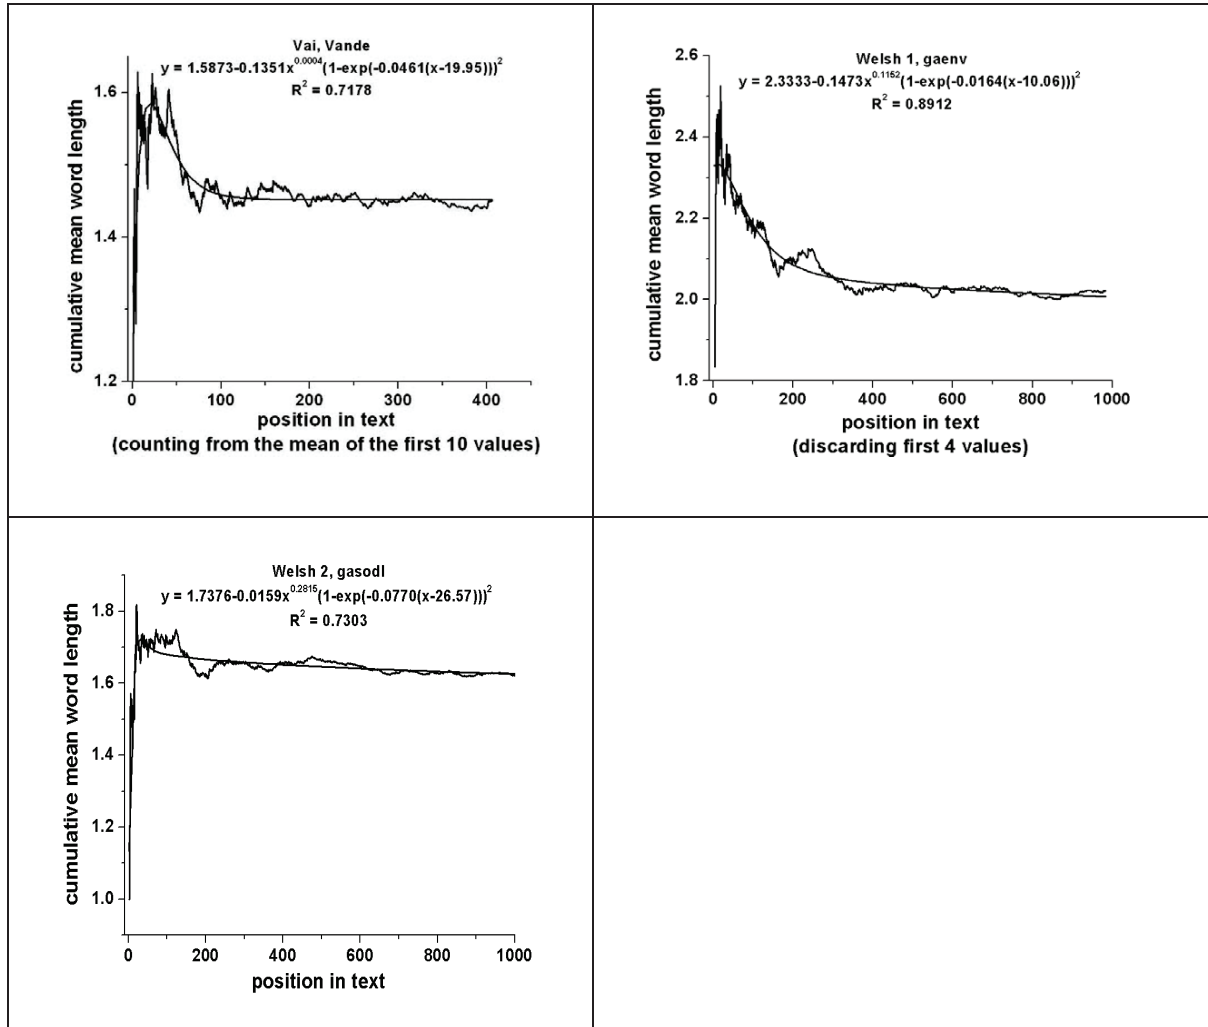 Vai, Vande
y = 1.5873-0.1351x^0.0004(1-exp(-0.0461(x-19.95)))^2
R^2 = 0.7178
cumulative mean word length
1.6
1.4
1.2
0 100 200 300 400
position in text
(counting from the mean of the first 10 values)
Welsh 1, gaenv
y = 2.3333-0.1473x^0.1152(1-exp(-0.0164(x-10.06)))^2
R^2 = 0.8912
cumulative mean word length
2.6
2.4
2.2
2.0
1.8
0 200 400 600 800 1000
position in text
(discarding first 4 values)
Welsh 2, gasodl
y = 1.7376-0.0159x^0.2815(1-exp(-0.0770(x-26.57)))^2
R^2 = 0.7303
cumulative mean word length
1.8
1.6
1.4
1.2
1.0
0 200 400 600 800 1000
position in text